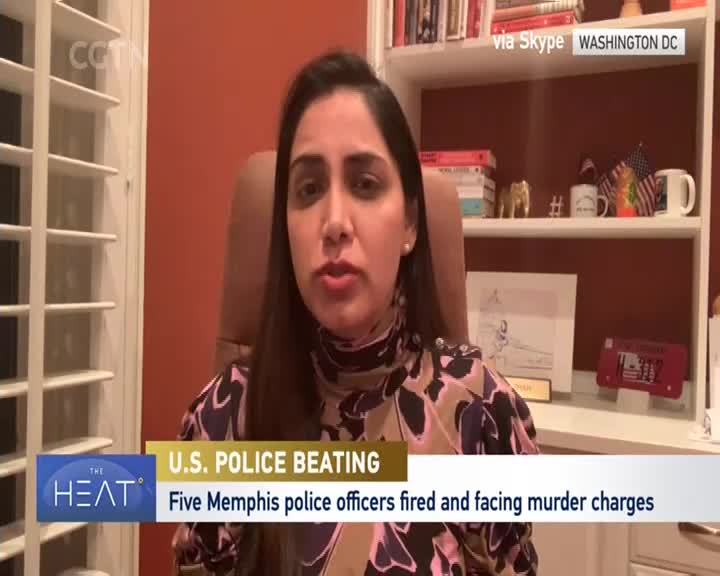 CGTN
via Skype
WASHINGTON DC
U.S. POLICE BEATING
THE
HEAT
Five Memphis police officers fired and facing murder charges
#